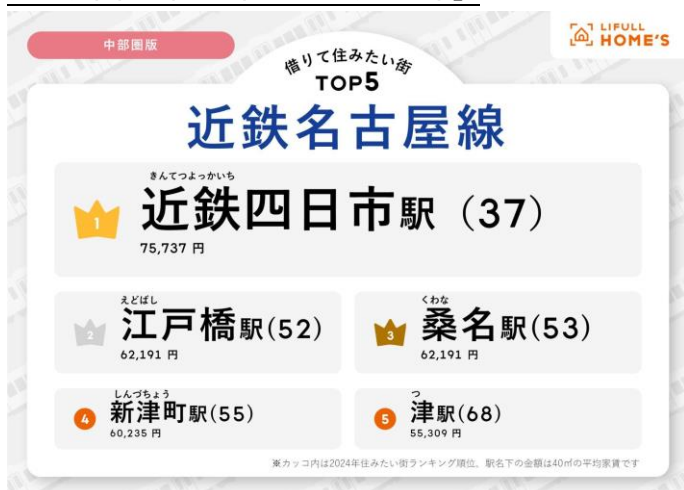 中部圏版
LIFULL
HOME'S
借りて住みたい街
TOP5
近鉄名古屋線
きんてつよっかいち
1
近鉄四日市駅（37）
75,737 円
えどばし
2
江戸橋駅(52)
62,191 円
くわな
3
桑名駅(53)
62,191 円
しんづちょう
4
新津町駅(55)
60,235 円
つ
5
津駅(68)
55,309 円
※カッコ内は2024年住みたい街ランキング順位、駅名下の金額は40㎡の平均家賃です